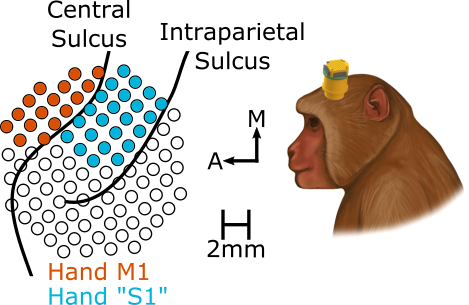 Central
Sulcus
Intraparietal
Sulcus
M
A
2mm
Hand M1
Hand "S1"